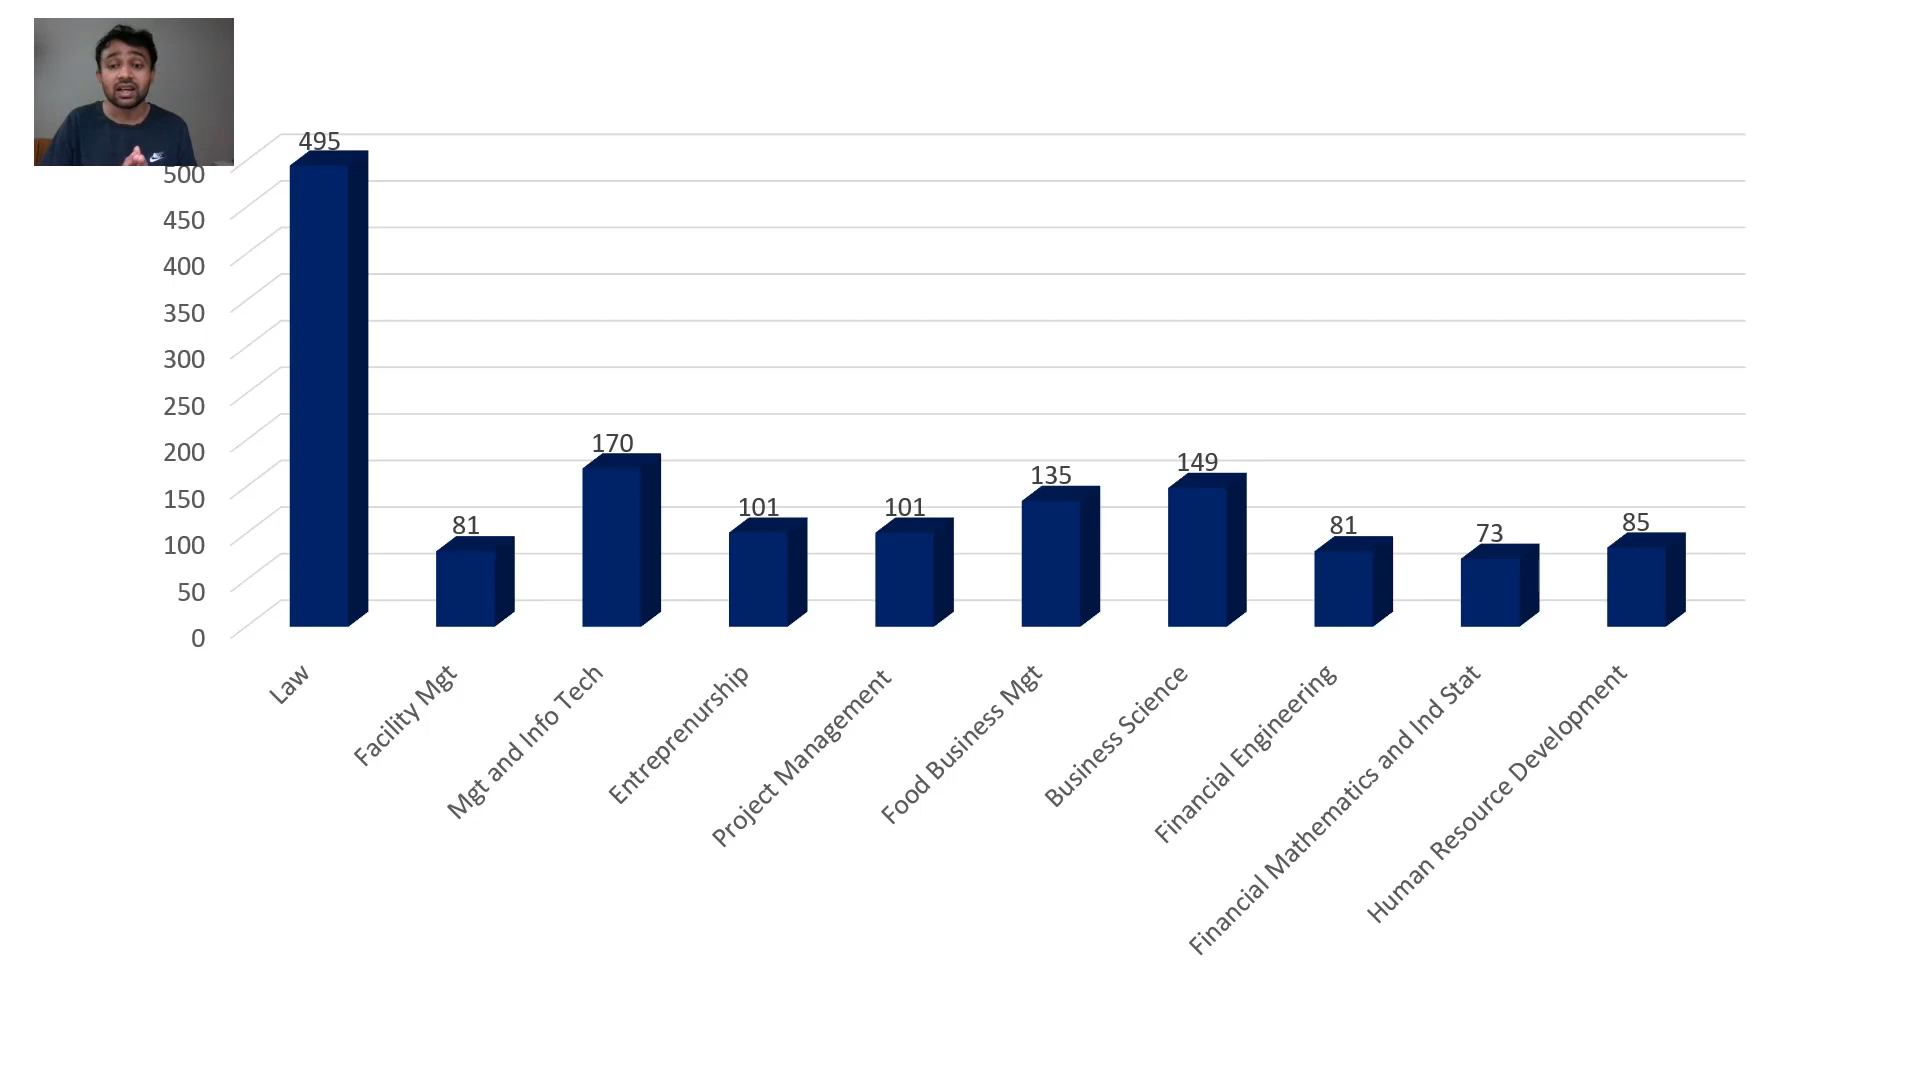 495
500
450
400
350
300
250
200
150
100
50
0
81
170
101
101
135
149
81
73
85
Law
Facility Mgt
Mgt and Info Tech
Entreprenurship
Project Management
Food Business Mgt
Business Science
Financial Engineering
Financial Mathematics and Ind Stat
Human Resource Development